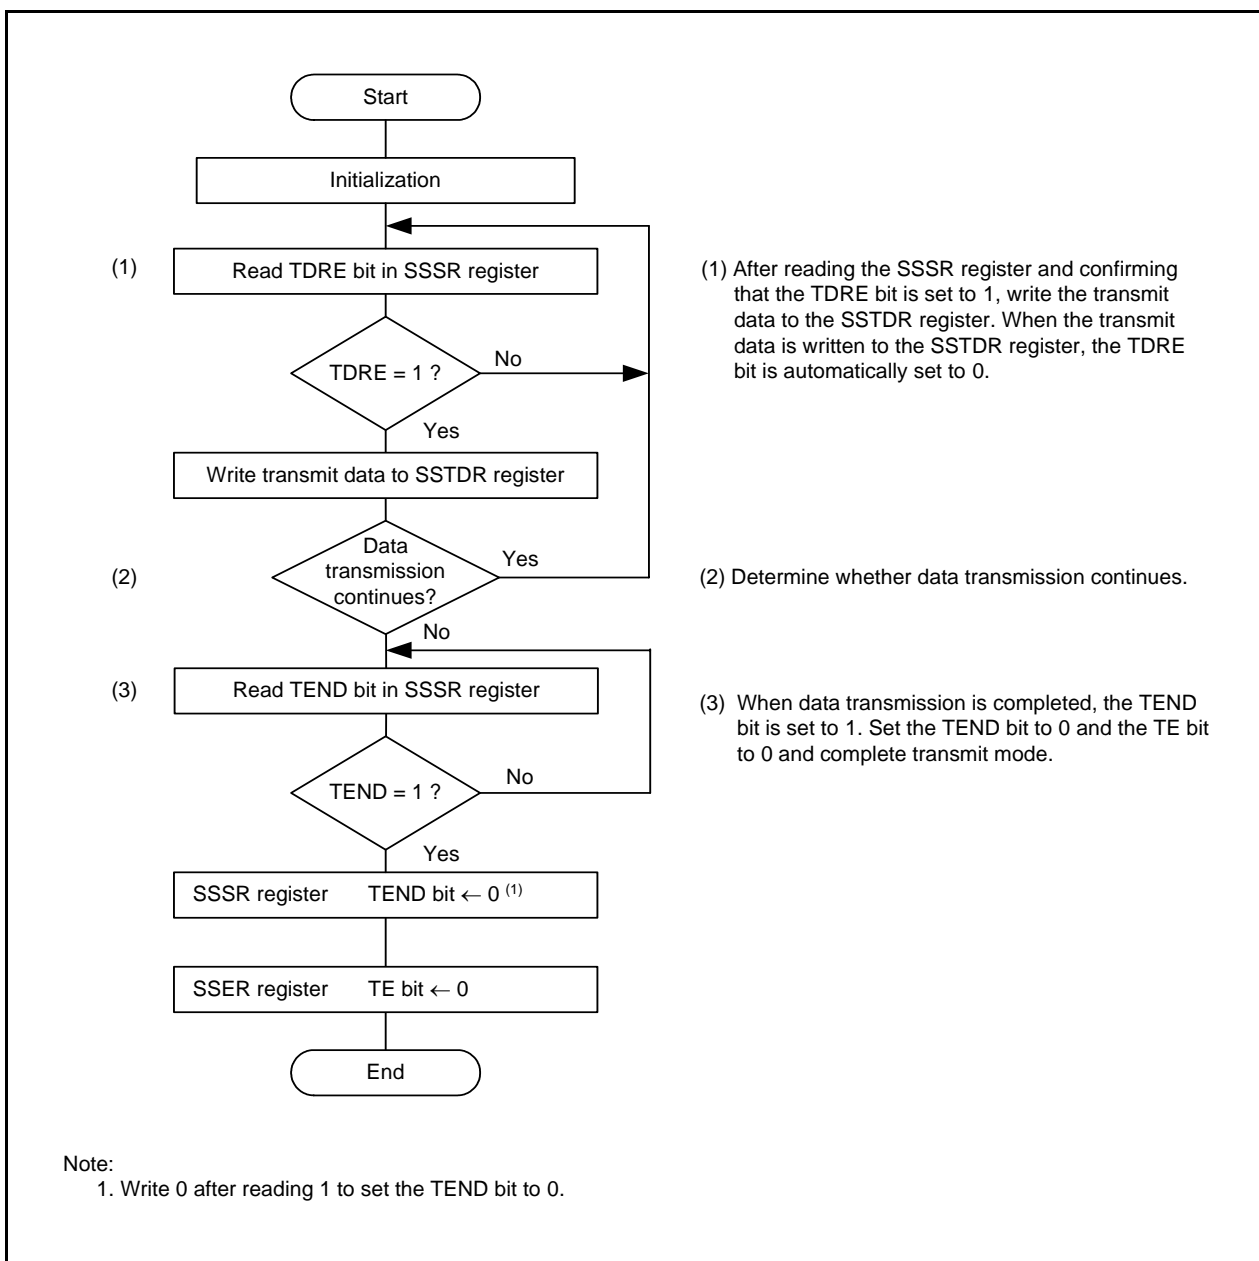 Start
Initialization
(1)
Read TDRE bit in SSSR register
TDRE = 1 ?
No
Yes
Write transmit data to SSTDR register
(2)
Data
transmission
continues?
Yes
No
(3)
Read TEND bit in SSSR register
TEND = 1 ?
No
Yes
SSSR register TEND bit ← 0 (1)
SSER register TE bit ← 0
End
(1) After reading the SSSR register and confirming
that the TDRE bit is set to 1, write the transmit
data to the SSTDR register. When the transmit
data is written to the SSTDR register, the TDRE
bit is automatically set to 0.
(2) Determine whether data transmission continues.
(3) When data transmission is completed, the TEND
bit is set to 1. Set the TEND bit to 0 and the TE bit
to 0 and complete transmit mode.
Note:
1. Write 0 after reading 1 to set the TEND bit to 0.